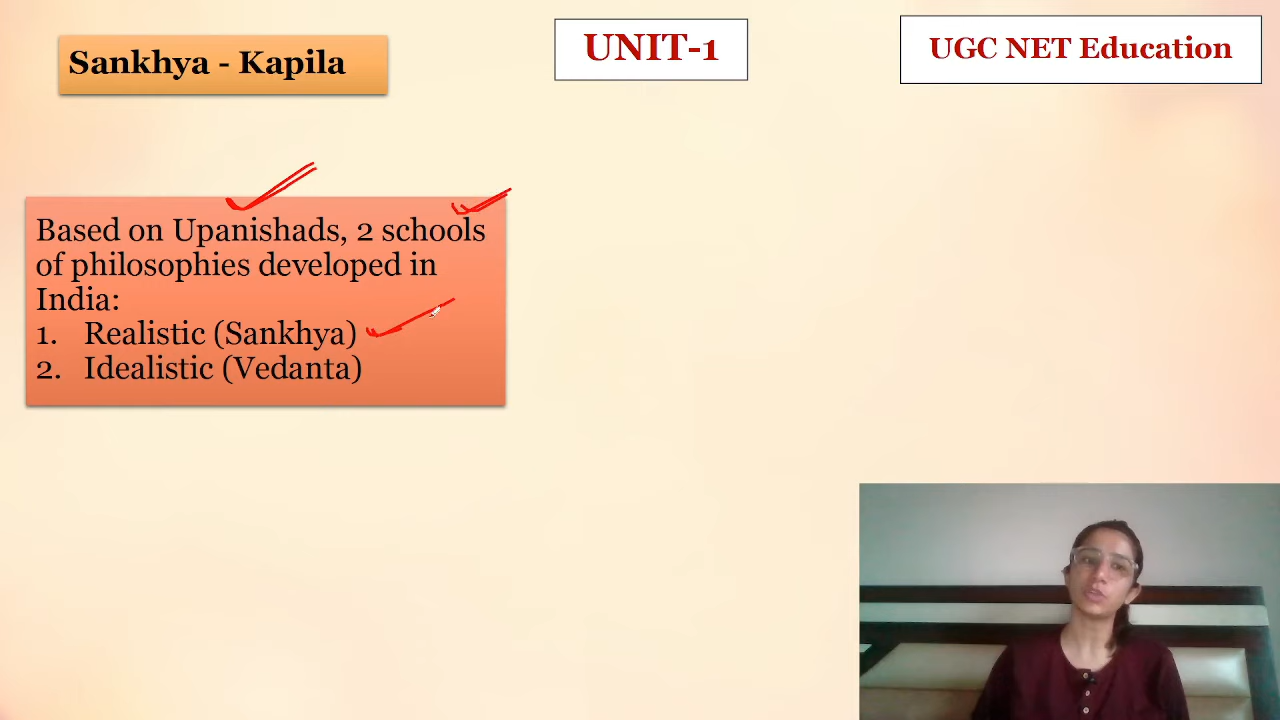 Sankhya - Kapila
UNIT-1
UGC NET Education
Based on Upanishads, 2 schools
of philosophies developed in
India:
1. Realistic (Sankhya)
2. Idealistic (Vedanta)